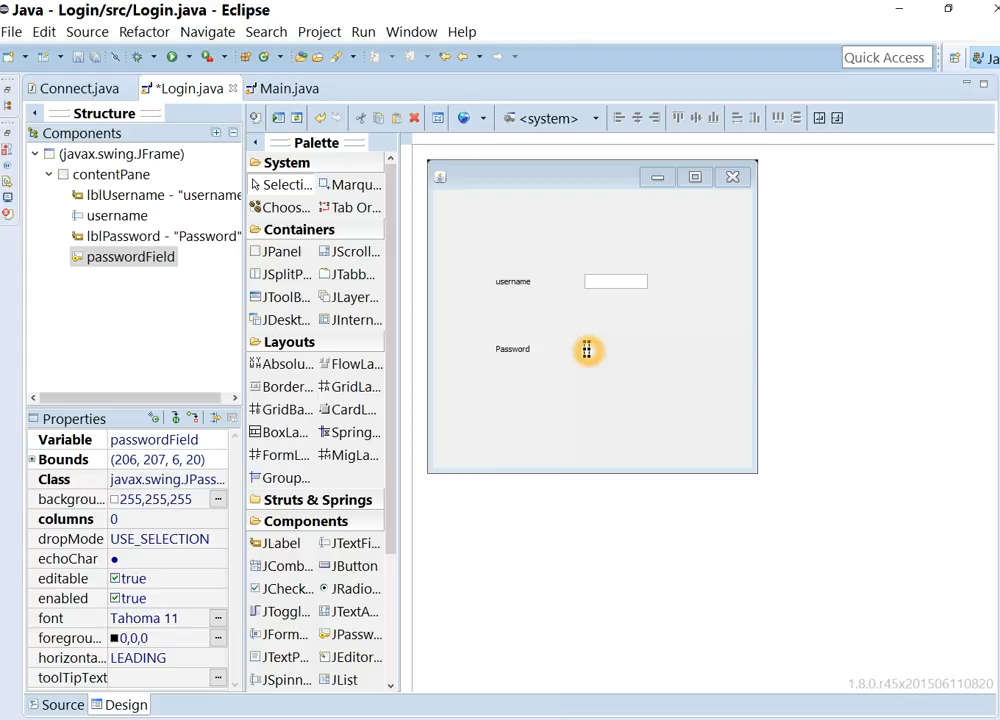 Java - Login/src/Login.java - Eclipse
File Edit Source Refactor Navigate Search Project Run Window Help
Quick Access
Ja
Connect.java
*Login.java
Main.java
Structure
Components
(javax.swing.JFrame)
contentPane
lblUsername - "username
username
lblPassword - "Password"
passwordField
Properties
Variable passwordField
Bounds (206, 207, 6, 20)
Class javax.swing.JPass...
backgrou... 255,255,255 ...
columns 0
dropMode USE_SELECTION
echoChar ●
editable true
enabled true
font Tahoma 11 ...
foregrou... 0,0,0 ...
horizonta... LEADING
toolTipText ...
Source Design
<system>
Palette
System
Selecti... Marqu...
Choos... Tab Or...
Containers
JPanel JScroll...
JSplitP... JTabb...
JToolB... JLayer...
JDeskt... JIntern...
Layouts
Absolu... FlowLa...
Border... GridLa...
GridBa... CardL...
BoxLa... Spring...
FormL... MigLa...
Group...
Struts & Springs
Components
JLabel JTextFi...
JComb... JButton
JCheck... JRadio...
JToggl... JTextA...
JForm... JPassw...
JTextP... JEditor...
JSpinn... JList
username
Password
1.8.0.r45x201506110820